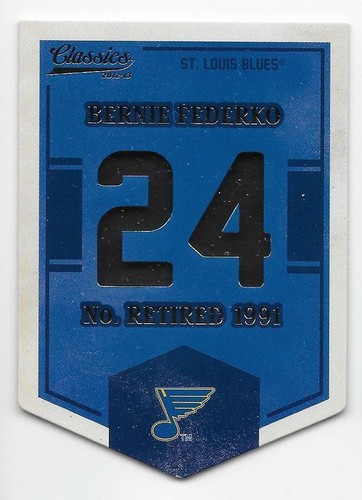 Classics
2012-13
ST. LOUIS BLUES®
BERNIE FEDERKO
24
No. RETIRED 1991
TM